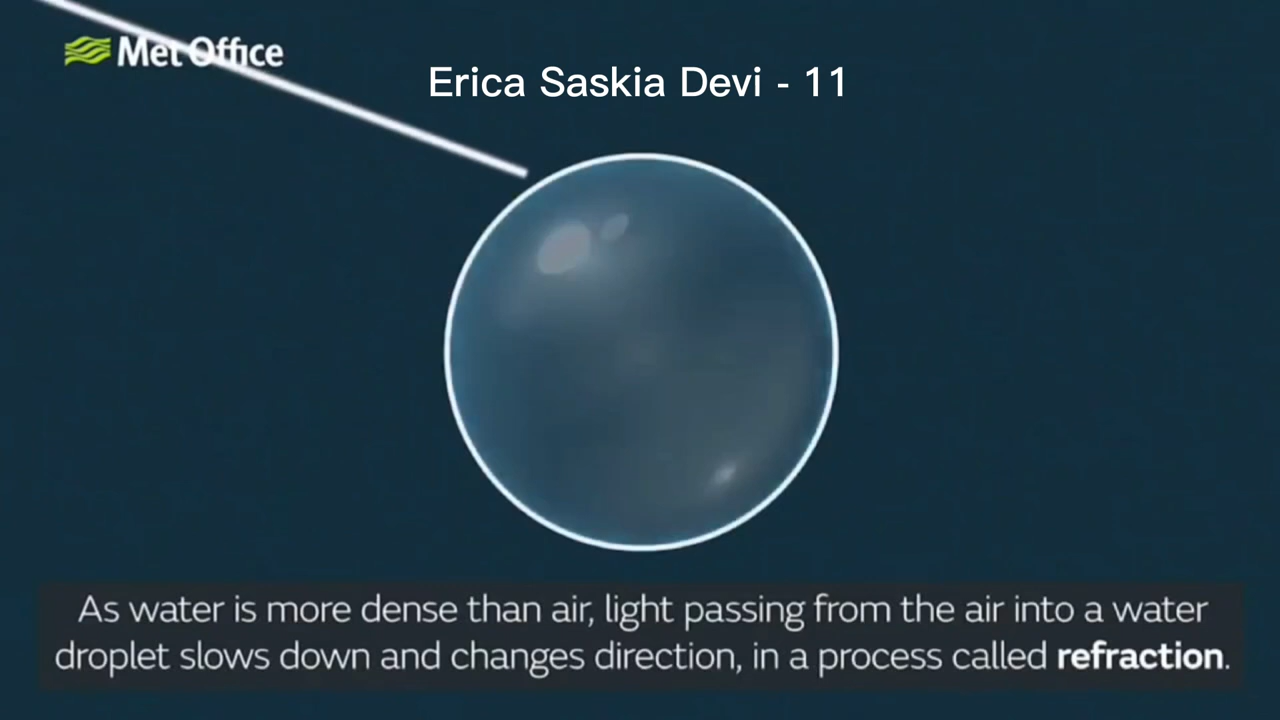 Met Office
Erica Saskia Devi - 11
As water is more dense than air, light passing from the air into a water
droplet slows down and changes direction, in a process called refraction.